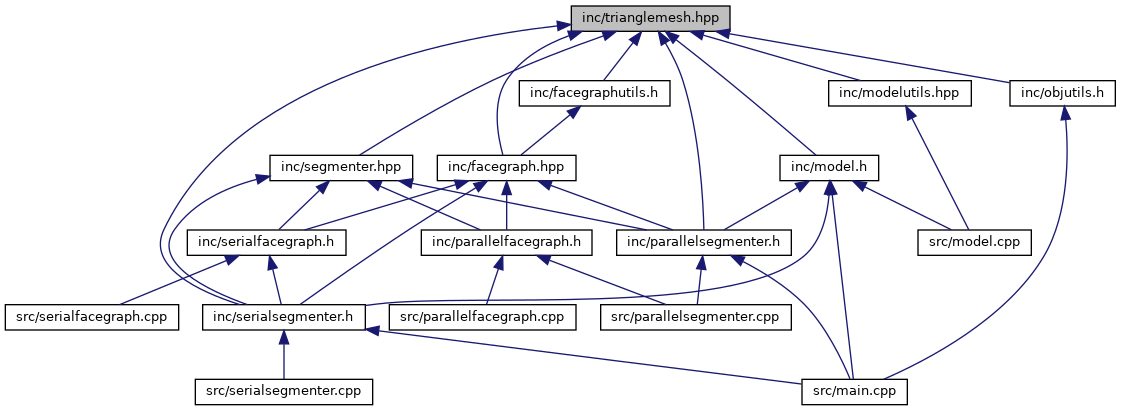 inc/trianglemesh.hpp
inc/facegraphutils.h
inc/modelutils.hpp
inc/objutils.h
inc/segmenter.hpp
inc/facegraph.hpp
inc/model.h
inc/serialfacegraph.h
inc/parallelfacegraph.h
inc/parallelsegmenter.h
src/model.cpp
src/serialfacegraph.cpp
inc/serialsegmenter.h
src/parallelfacegraph.cpp
src/parallelsegmenter.cpp
src/serialsegmenter.cpp
src/main.cpp